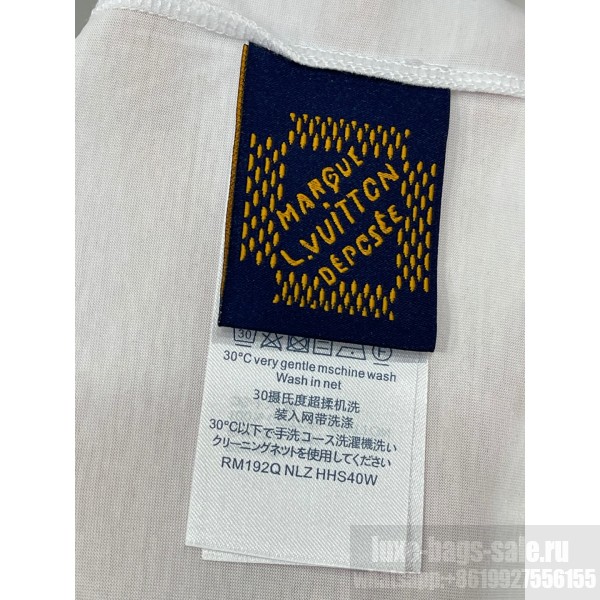 MARQUE
L.VUITTON
DÉPOSÉE
30
F
30°C very gentle mschine wash
Wash in net
30摄氏度超揉机洗
装入网带洗涤
30°C以下で手洗コース洗濯機洗い
クリーニングネツトを使用してください
RM192Q NLZ HHS40W
luxe-bags-sale.ru
whatsapp:+8619927556155